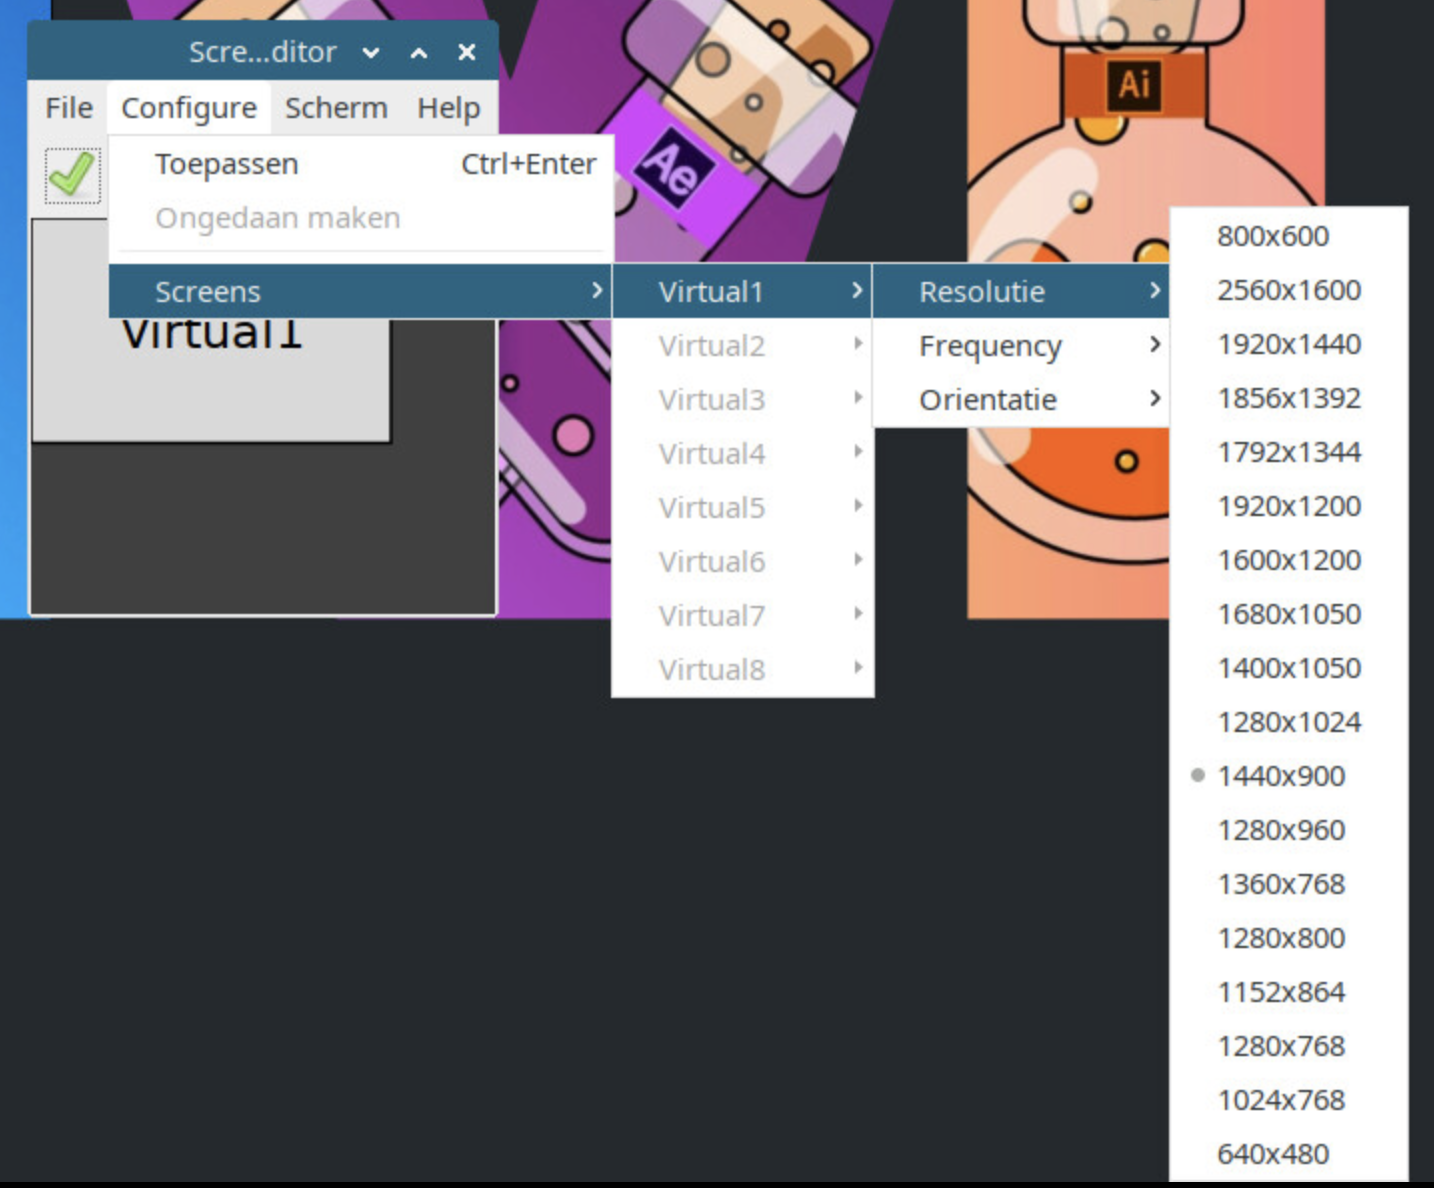 Scre...ditor
File Configure Scherm Help
Toepassen Ctrl+Enter
Ongedaan maken
Screens
Virtual1
Virtual1
Virtual2
Virtual3
Virtual4
Virtual5
Virtual6
Virtual7
Virtual8
Resolutie
Frequency
Orientatie
800x600
2560x1600
1920x1440
1856x1392
1792x1344
1920x1200
1600x1200
1680x1050
1400x1050
1280x1024
1440x900
1280x960
1360x768
1280x800
1152x864
1280x768
1024x768
640x480
Ae
Ai